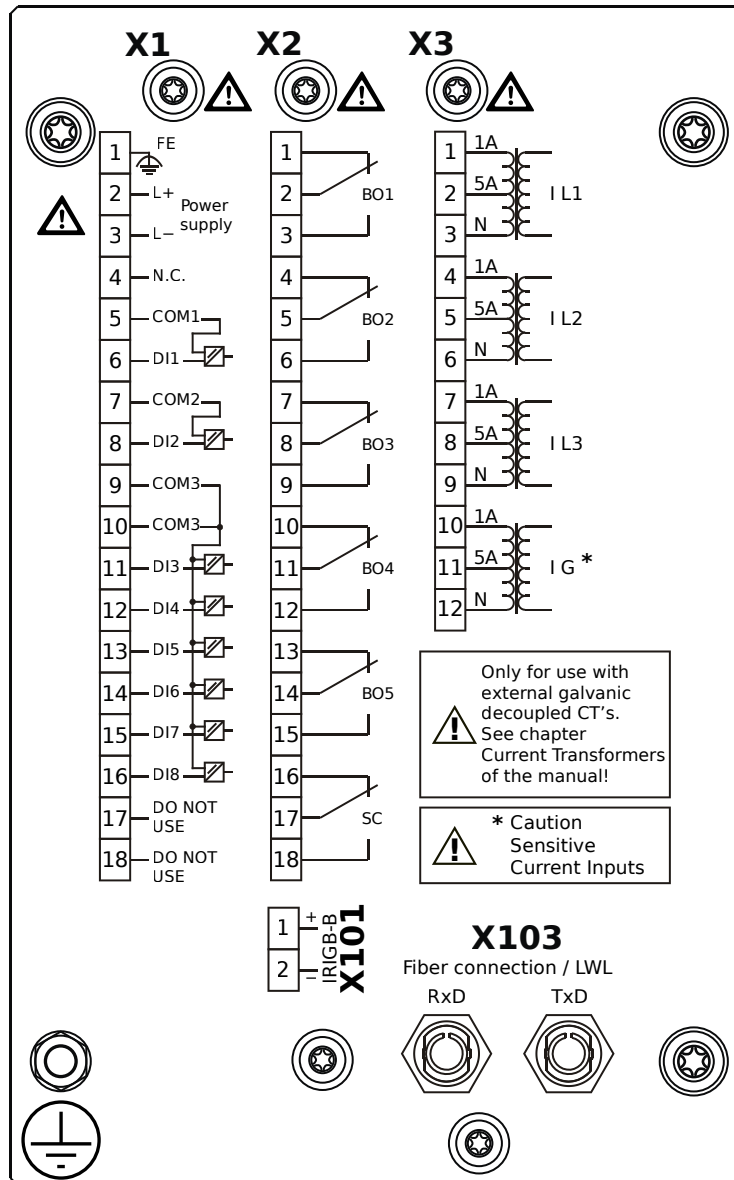 X1
1 FE
2 L+ Power
supply
3 L−
4 N.C.
5 COM1
6 DI1
7 COM2
8 DI2
9 COM3
10 COM3
11 DI3
12 DI4
13 DI5
14 DI6
15 DI7
16 DI8
17 DO NOT
USE
18 DO NOT
USE
X2
1
2 BO1
3
4
5 BO2
6
7
8 BO3
9
10
11 BO4
12
13
14 BO5
15
16
17 SC
18
X3
1 1A
2 5A I L1
3 N
4 1A
5 5A I L2
6 N
7 1A
8 5A I L3
9 N
10 1A
11 5A I G *
12 N
! Only for use with
external galvanic
decoupled CT's.
See chapter
Current Transformers
of the manual!
! * Caution
Sensitive
Current Inputs
1 +
2 −
IRIGB-B
X101
X103
Fiber connection / LWL
RxD TxD